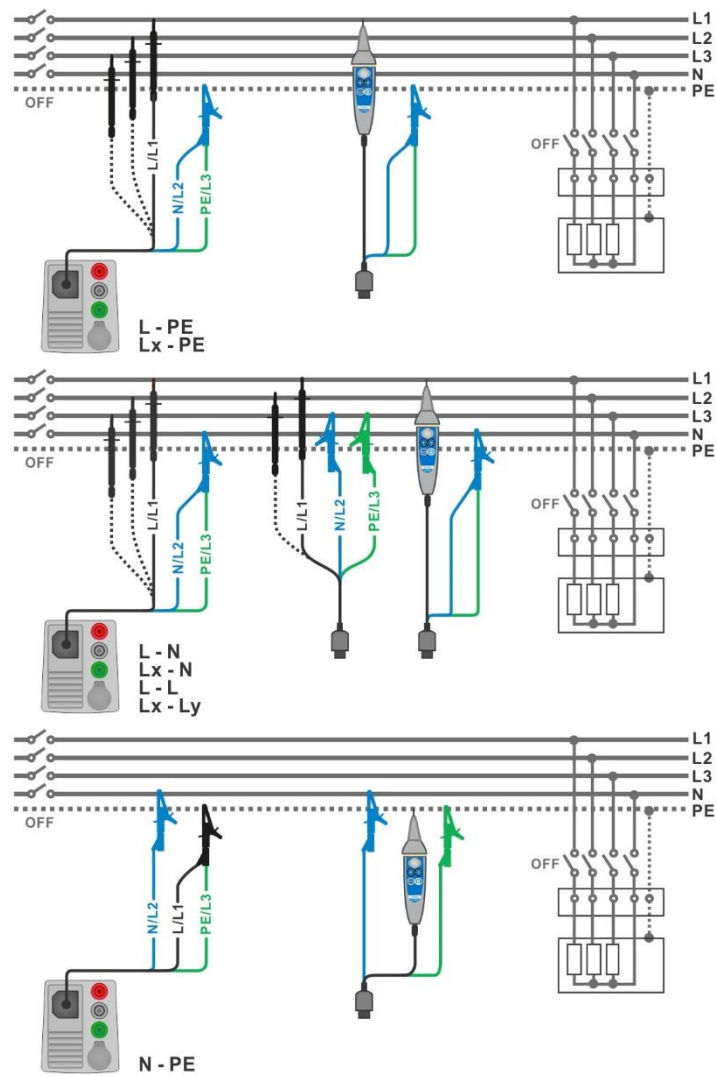 L1
L2
L3
N
PE
OFF
OFF
L/L1
N/L2
PE/L3
L - PE
Lx - PE
L1
L2
L3
N
PE
OFF
OFF
L/L1
N/L2
PE/L3
L/L1
N/L2
PE/L3
L - N
Lx - N
L - L
Lx - Ly
L1
L2
L3
N
PE
OFF
OFF
N/L2
L/L1
PE/L3
N - PE